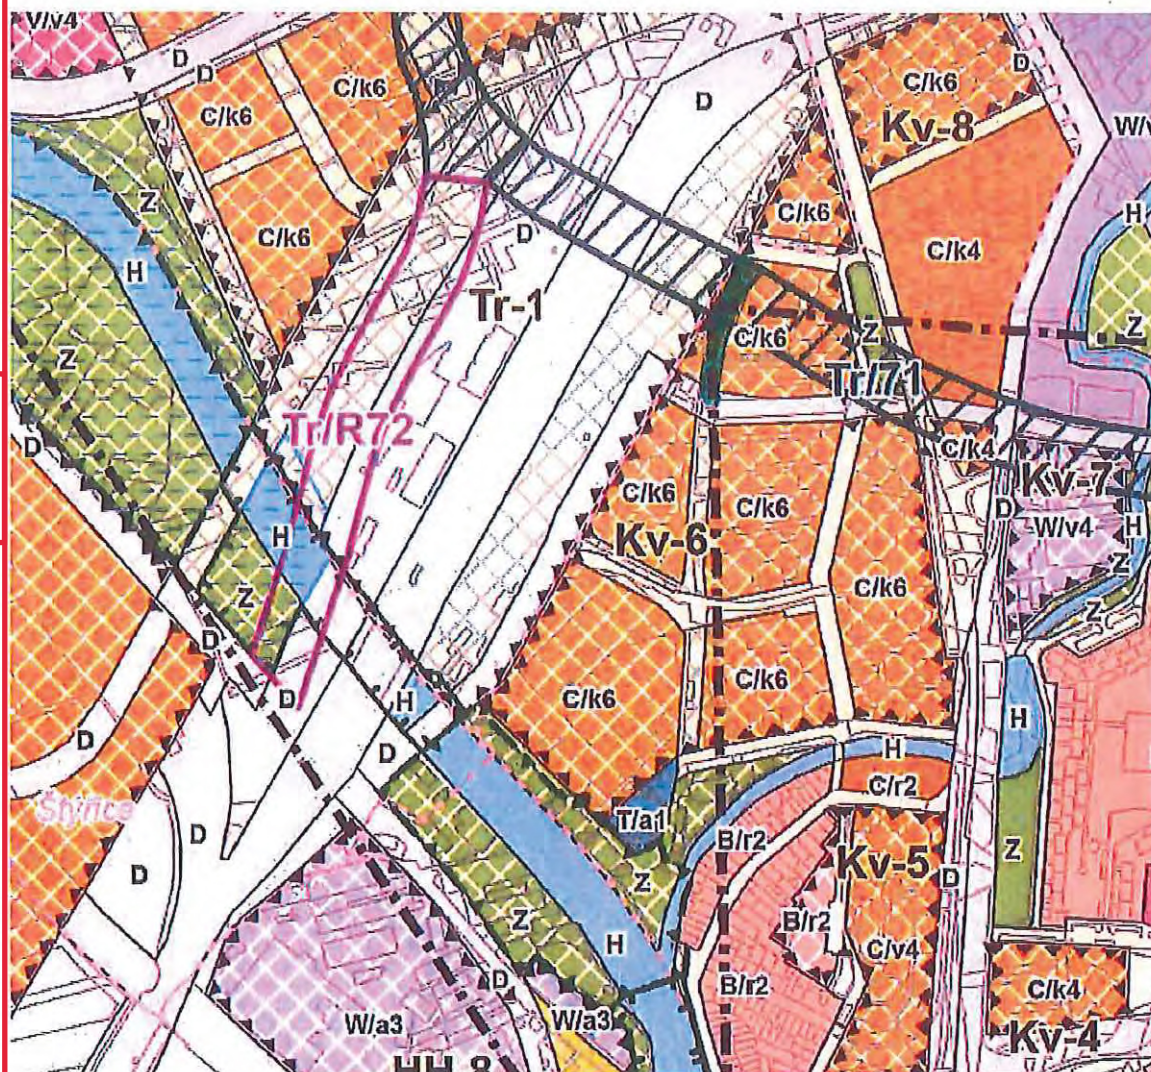 V/v4
D
D
D
D
C/k6
C/k6
C/k6
Kv-8
W/v
Z
C/k6
H
C/k6
D
C/k4
H
Tr-1
C/k6
Z
Z
Z
Tr/71
D
Tr/R72
C/k4
Kv-7
C/k6
C/k6
D
W/v4
H
Kv-6
H
Z
Z
C/k6
Z
D
C/k6
C/k6
D
H
H
D
D
H
C/r2
Štýřice
D
T/a1
B/r2
D
Kv-5
D
Z
Z
Z
B/r2
C/v4
H
D
B/r2
C/k4
W/a3
W/a3
Kv-4
HH-8